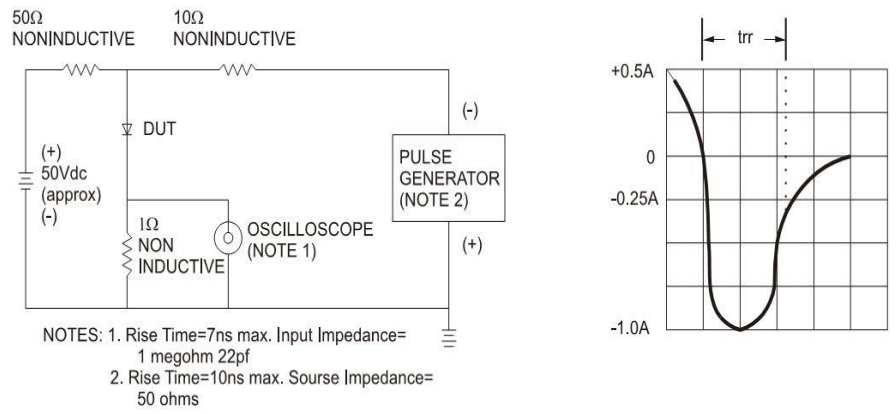 50Ω
NONINDUCTIVE
10Ω
NONINDUCTIVE
DUT
(+)
50Vdc
(approx)
(-)
1Ω
NON
INDUCTIVE
OSCILLOSCOPE
(NOTE 1)
(-)
PULSE
GENERATOR
(NOTE 2)
(+)
NOTES: 1. Rise Time=7ns max. Input Impedance=
1 megohm 22pf
2. Rise Time=10ns max. Sourse Impedance=
50 ohms
trr
+0.5A
0
-0.25A
-1.0A